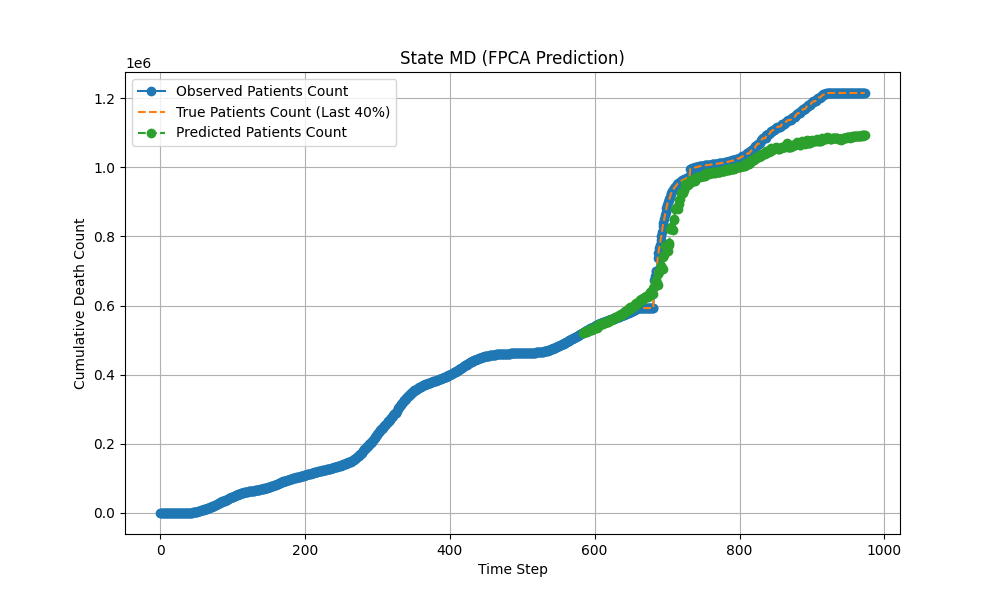 State MD (FPCA Prediction)
1e6
Observed Patients Count
True Patients Count (Last 40%)
Predicted Patients Count
1.2
1.0
0.8
0.6
0.4
0.2
0.0
Cumulative Death Count
0 200 400 600 800 1000
Time Step